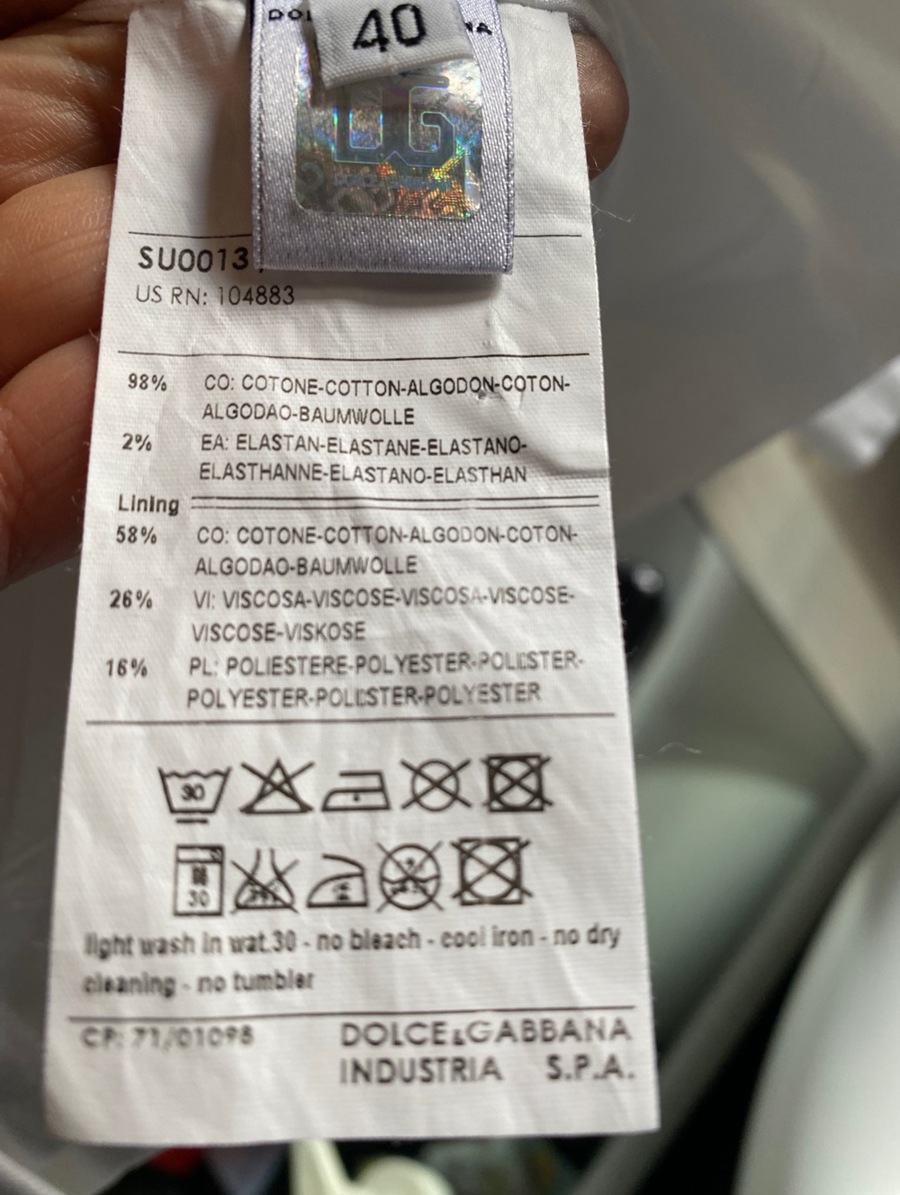 40
DG
SU0013
US RN: 104883
98% CO: COTONE-COTTON-ALGODON-COTON-
ALGODAO-BAUMWOLLE
2% EA: ELASTAN-ELASTANE-ELASTANO-
ELASTHANNE-ELASTANO-ELASTHAN
Lining
58% CO: COTONE-COTTON-ALGODON-COTON-
ALGODAO-BAUMWOLLE
26% VI: VISCOSA-VISCOSE-VISCOSA-VISCOSE-
VISCOSE-VISKOSE
16% PL: POLIESTERE-POLYESTER-POLIESTER-
POLYESTER-POLIESTER-POLYESTER
30
30
light wash in wat.30 - no bleach - cool iron - no dry
cleaning - no tumbler
CP: 71/01098 DOLCE&GABBANA
INDUSTRIA S.P.A.